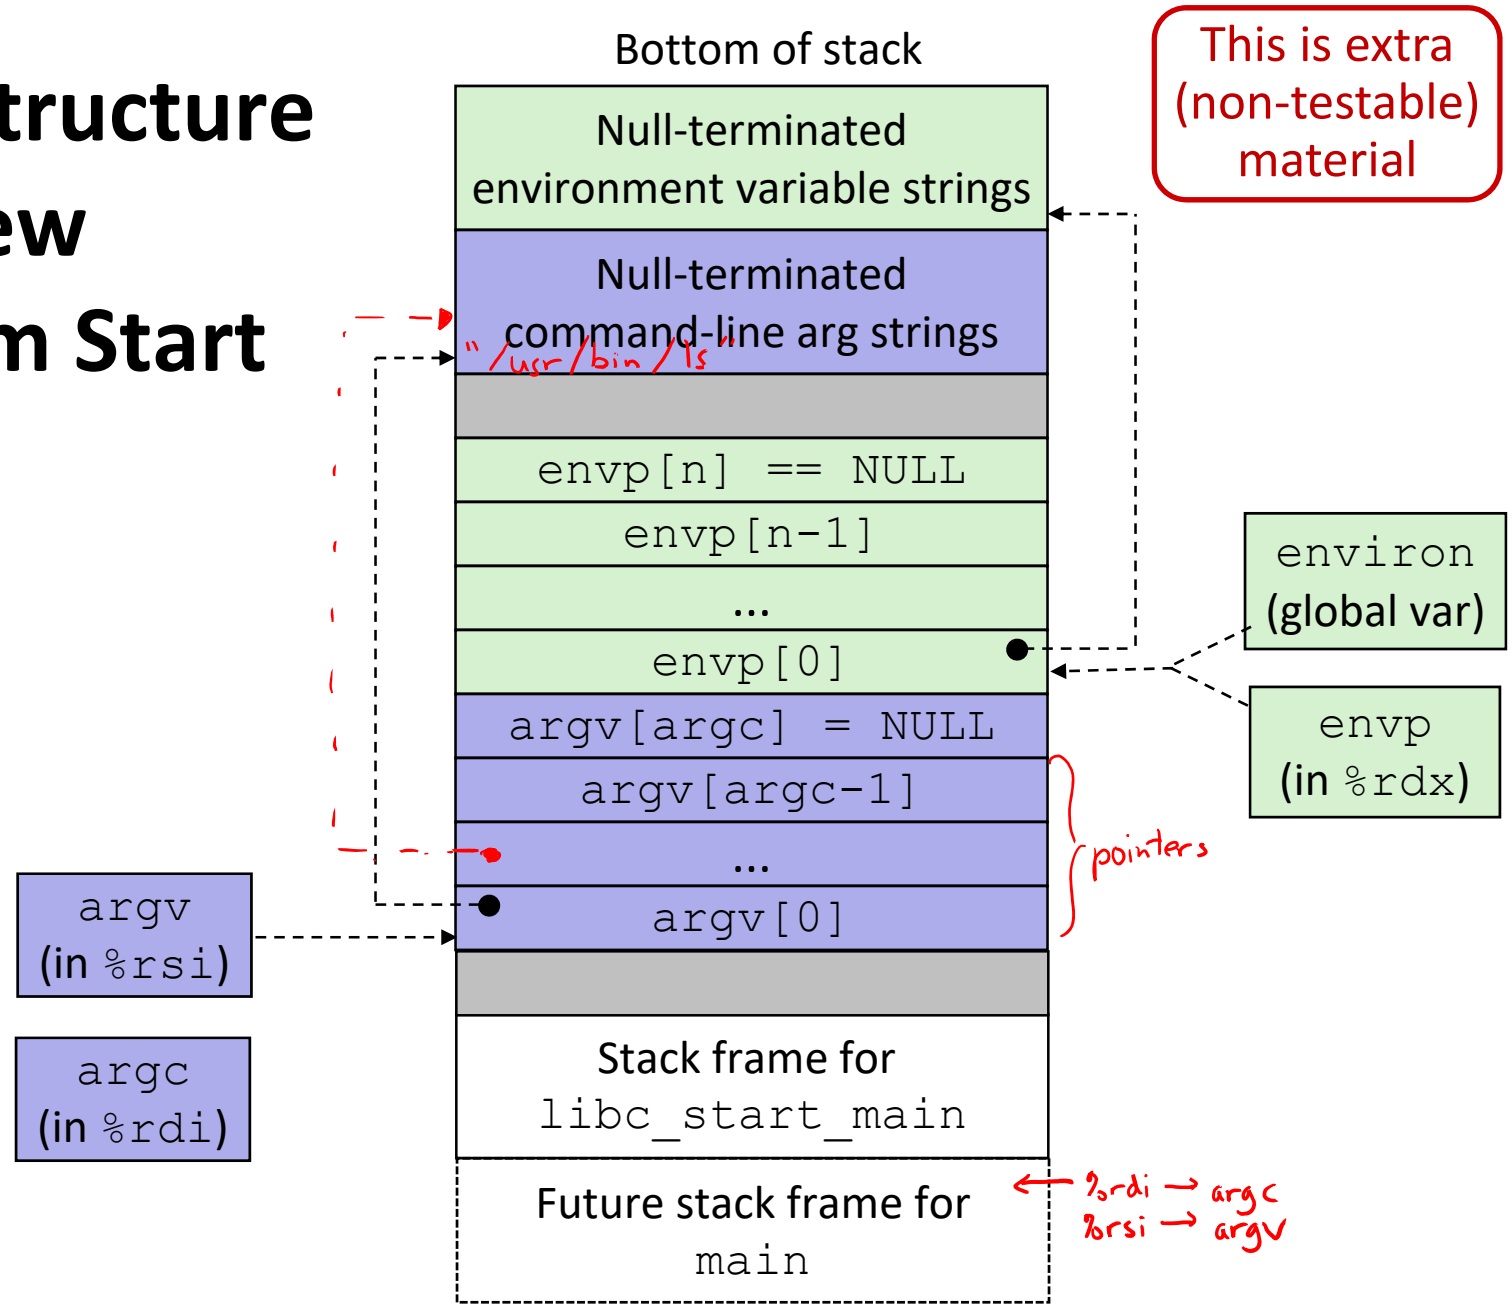 tructure
ew
m Start
Bottom of stack
This is extra
(non-testable)
material
Null-terminated
environment variable strings
Null-terminated
command-line arg strings
"/usr/bin/ls"
envp[n] == NULL
envp[n-1]
...
envp[0]
environ
(global var)
envp
(in %rdx)
argv[argc] = NULL
argv[argc-1]
...
argv[0]
pointers
argv
(in %rsi)
argc
(in %rdi)
Stack frame for
libc_start_main
Future stack frame for
main
%rdi → argc
%rsi → argv